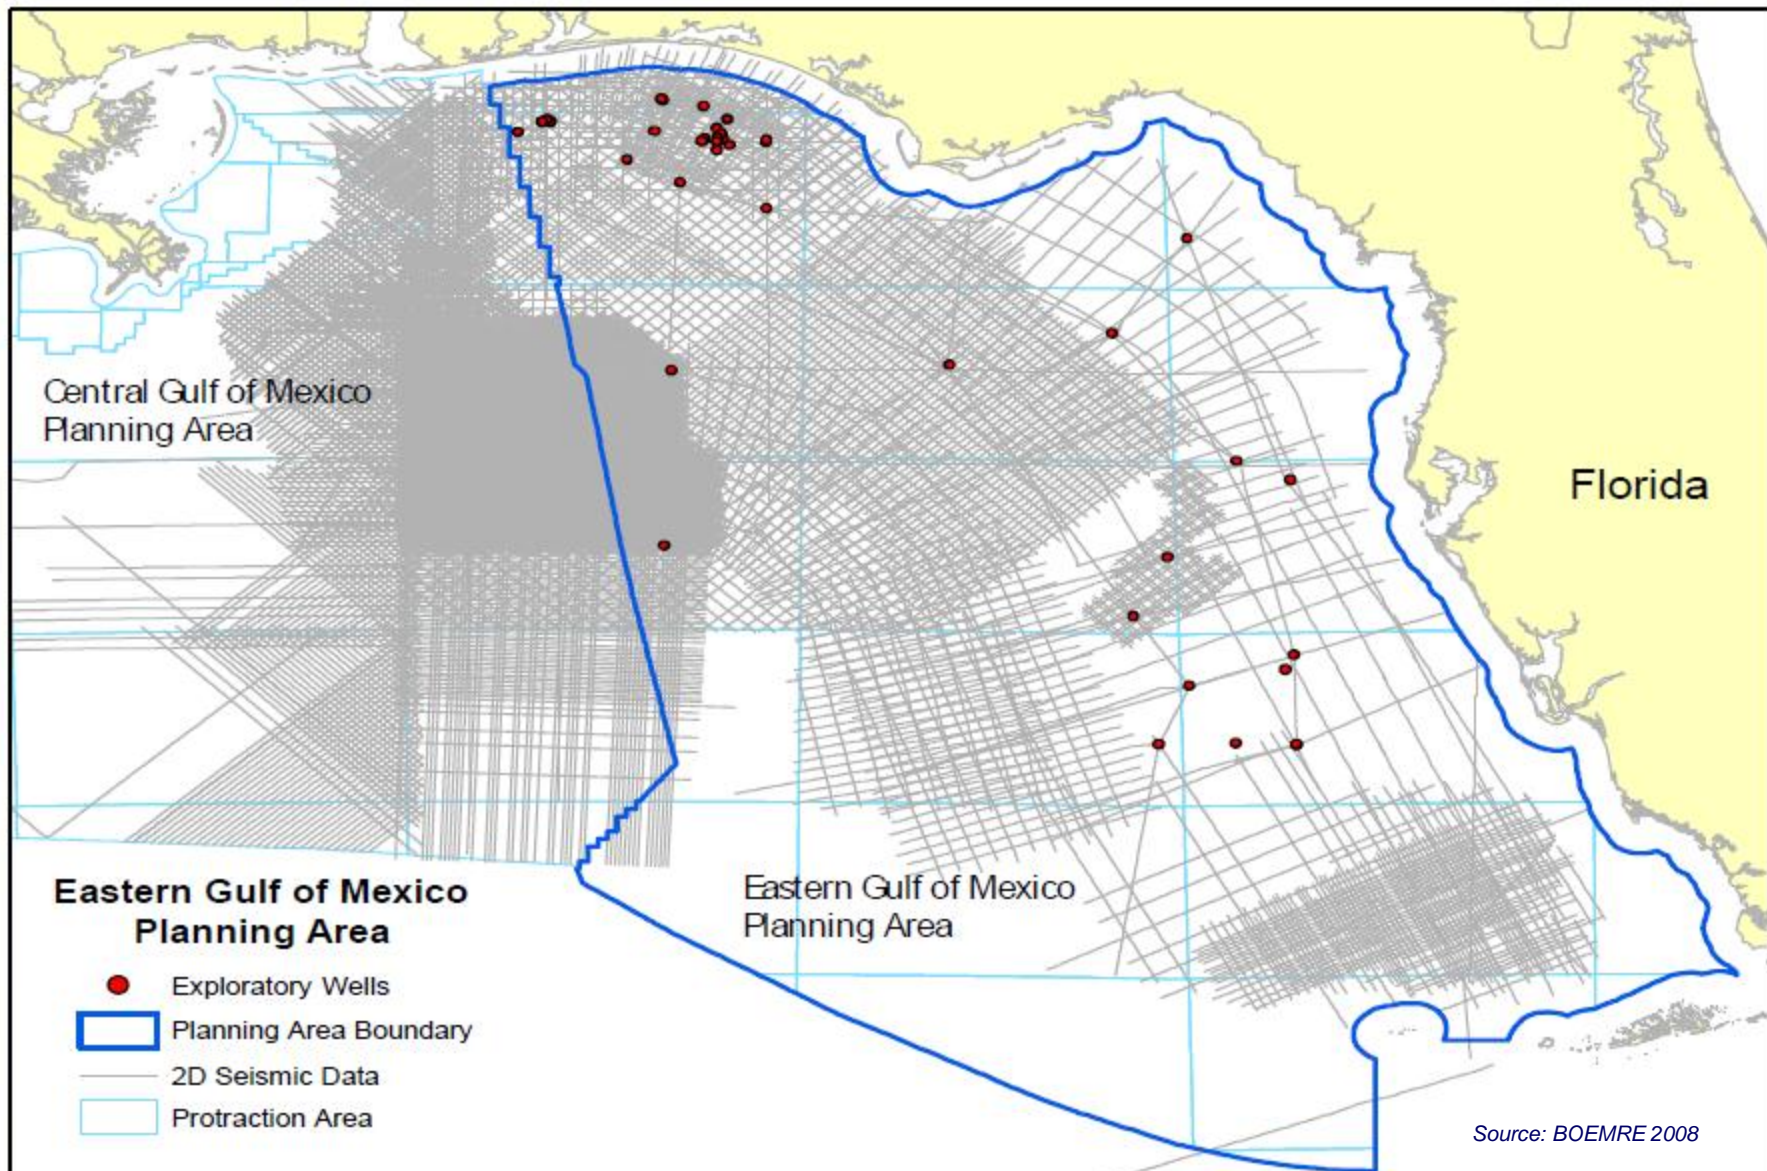 Central Gulf of Mexico
Planning Area
Florida
Eastern Gulf of Mexico
Planning Area
Eastern Gulf of Mexico
Planning Area
Exploratory Wells
Planning Area Boundary
2D Seismic Data
Protraction Area
Source: BOEMRE 2008